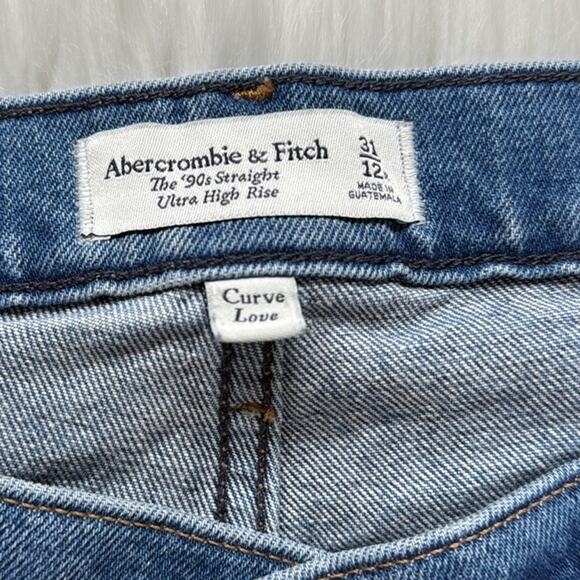 Abercrombie & Fitch
The '90s Straight
Ultra High Rise
31
12
MADE IN
GUATEMALA
Curve
Love